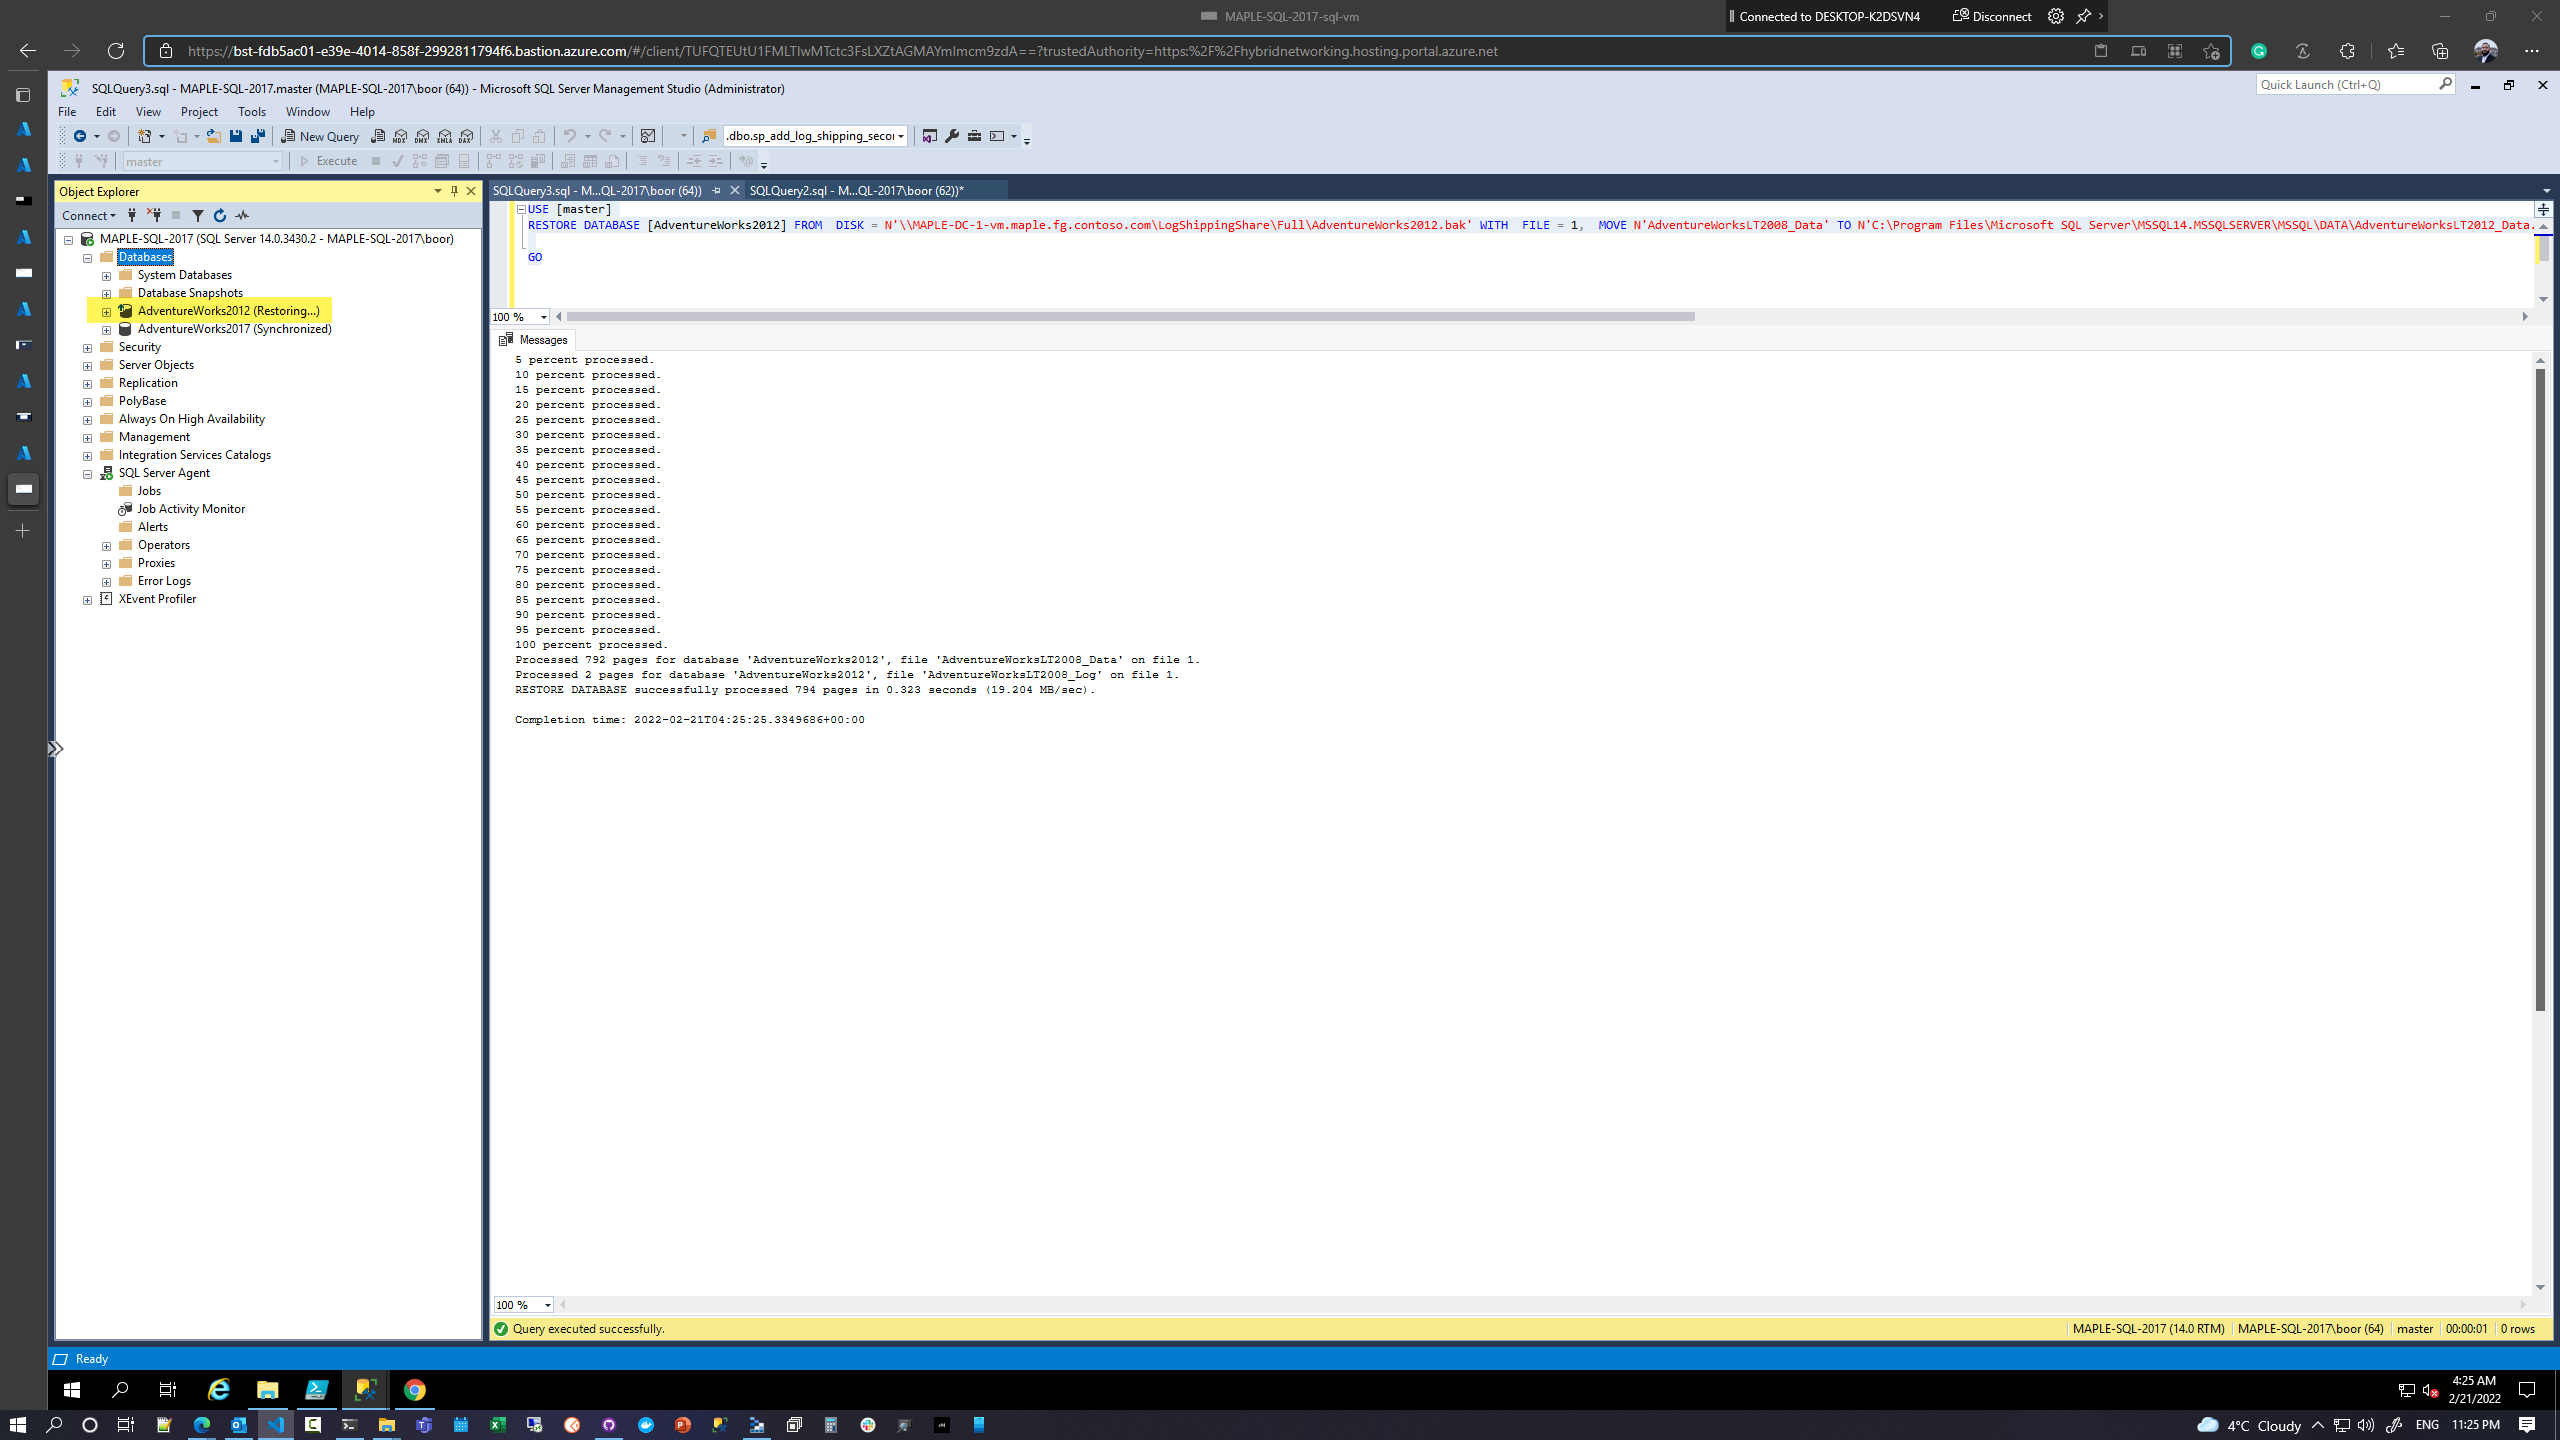 MAPLE-SQL-2017-sql-vm
Connected to DESKTOP-K2DSVN4
Disconnect
https://bst-fdb5ac01-e39e-4014-858f-2992811794f6.bastion.azure.com/#/client/TUFQTEUtU1FMLTIwMTctc3FsLXZtAGMAYmlmcm9zdA==?trustedAuthority=https:%2F%2Fhybridnetworking.hosting.portal.azure.net
SQLQuery3.sql - MAPLE-SQL-2017.master (MAPLE-SQL-2017\boor (64)) - Microsoft SQL Server Management Studio (Administrator)
Quick Launch (Ctrl+Q)
File Edit View Project Tools Window Help
New Query
MDX DMX XMLA DAX
.dbo.sp_add_log_shipping_secor
master
Execute
Object Explorer
Connect
MAPLE-SQL-2017 (SQL Server 14.0.3430.2 - MAPLE-SQL-2017\boor)
Databases
System Databases
Database Snapshots
AdventureWorks2012 (Restoring...)
AdventureWorks2017 (Synchronized)
Security
Server Objects
Replication
PolyBase
Always On High Availability
Management
Integration Services Catalogs
SQL Server Agent
Jobs
Job Activity Monitor
Alerts
Operators
Proxies
Error Logs
XEvent Profiler
SQLQuery3.sql - M...QL-2017\boor (64))
SQLQuery2.sql - M...QL-2017\boor (62))*
USE [master]
RESTORE DATABASE [AdventureWorks2012] FROM  DISK = N'\\MAPLE-DC-1-vm.maple.fg.contoso.com\LogShippingShare\Full\AdventureWorks2012.bak' WITH  FILE = 1,  MOVE N'AdventureWorksLT2008_Data' TO N'C:\Program Files\Microsoft SQL Server\MSSQL14.MSSQLSERVER\MSSQL\DATA\AdventureWorksLT2012_Data.
GO
100 %
Messages
5 percent processed.
10 percent processed.
15 percent processed.
20 percent processed.
25 percent processed.
30 percent processed.
35 percent processed.
40 percent processed.
45 percent processed.
50 percent processed.
55 percent processed.
60 percent processed.
65 percent processed.
70 percent processed.
75 percent processed.
80 percent processed.
85 percent processed.
90 percent processed.
95 percent processed.
100 percent processed.
Processed 792 pages for database 'AdventureWorks2012', file 'AdventureWorksLT2008_Data' on file 1.
Processed 2 pages for database 'AdventureWorks2012', file 'AdventureWorksLT2008_Log' on file 1.
RESTORE DATABASE successfully processed 794 pages in 0.323 seconds (19.204 MB/sec).
Completion time: 2022-02-21T04:25:25.3349686+00:00
100 %
Query executed successfully.
MAPLE-SQL-2017 (14.0 RTM)
MAPLE-SQL-2017\boor (64)
master
00:00:01
0 rows
Ready
4:25 AM
2/21/2022
4°C Cloudy
ENG
11:25 PM